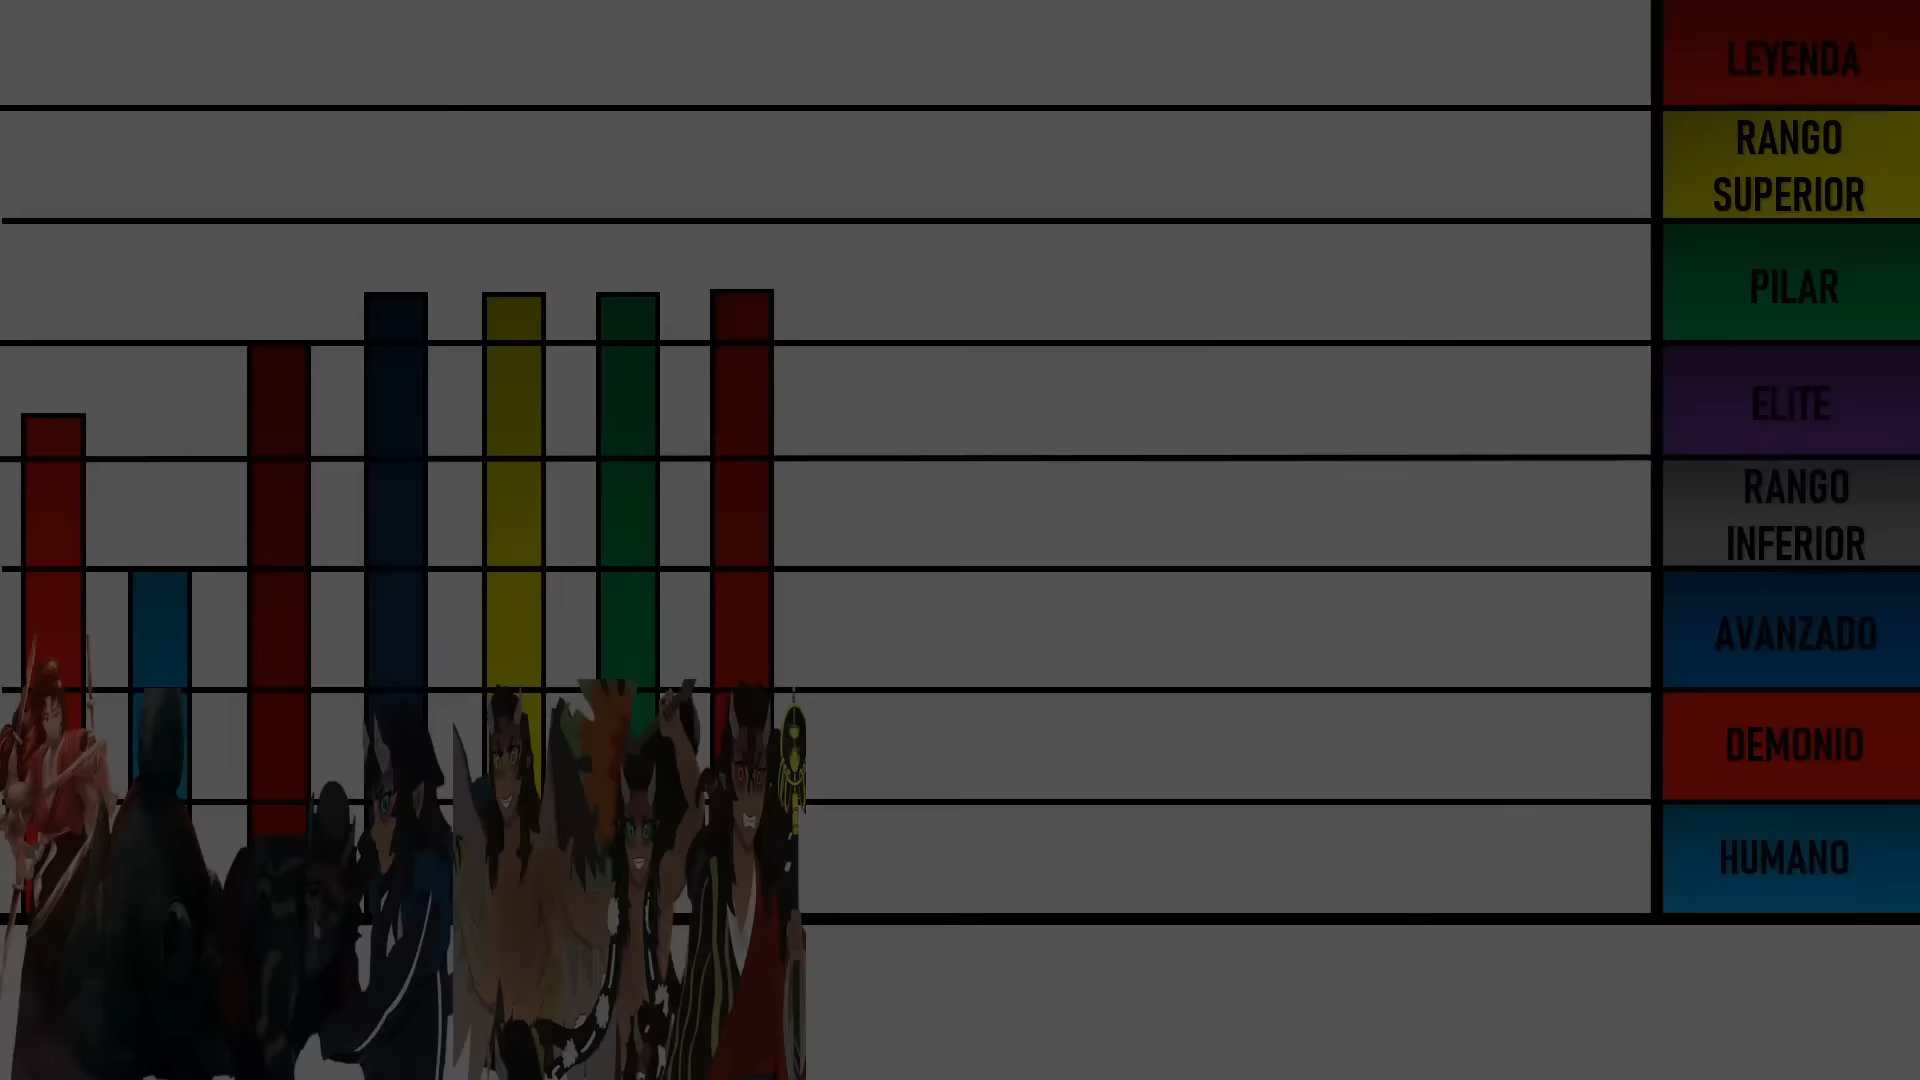 LEYENDA
RANGO
SUPERIOR
PILAR
ELITE
RANGO
INFERIOR
AVANZADO
DEMONIO
HUMANO